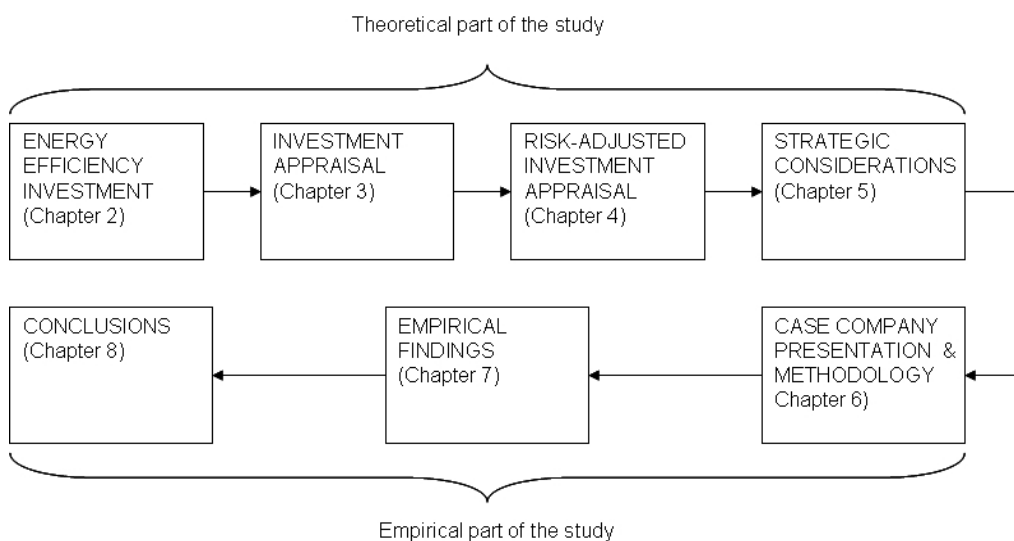 Theoretical part of the study
ENERGY
EFFICIENCY
INVESTMENT
(Chapter 2)
INVESTMENT
APPRAISAL
(Chapter 3)
RISK-ADJUSTED
INVESTMENT
APPRAISAL
(Chapter 4)
STRATEGIC
CONSIDERATIONS
(Chapter 5)
CASE COMPANY
PRESENTATION &
METHODOLOGY
Chapter 6)
EMPIRICAL
FINDINGS
(Chapter 7)
CONCLUSIONS
(Chapter 8)
Empirical part of the study